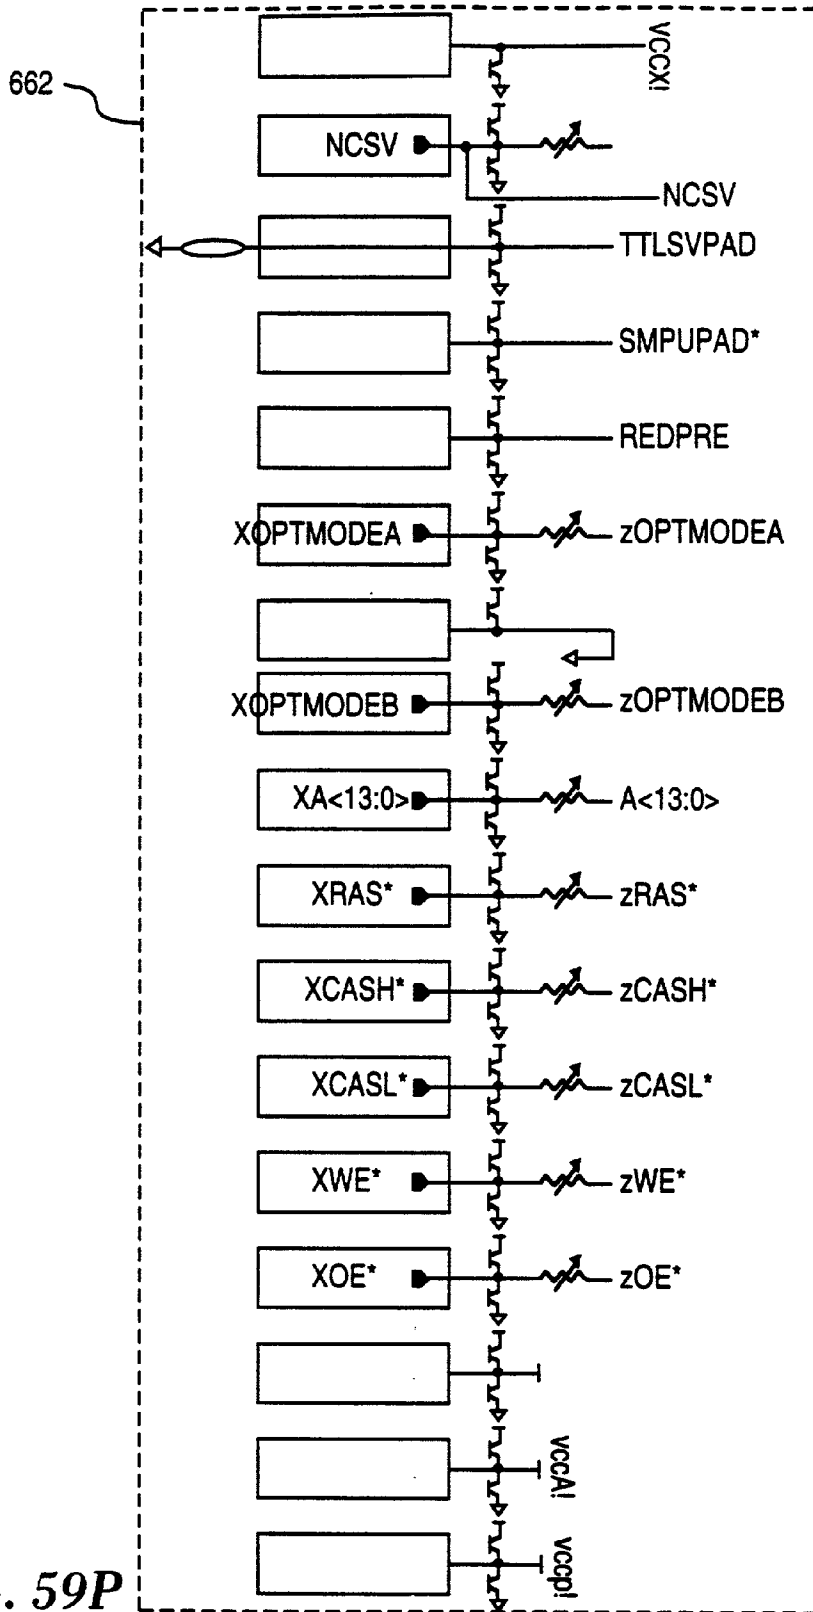 VCCX!
662
NCSV
NCSV
TTLSVPAD
SMPUPAD*
REDPRE
XOPTMODEA zOPTMODEA
XOPTMODEB zOPTMODEB
XA<13:0> A<13:0>
XRAS* zRAS*
XCASH* zCASH*
XCASL* zCASL*
XWE* zWE*
XOE* zOE*
vccA!
vccp!
. 59P